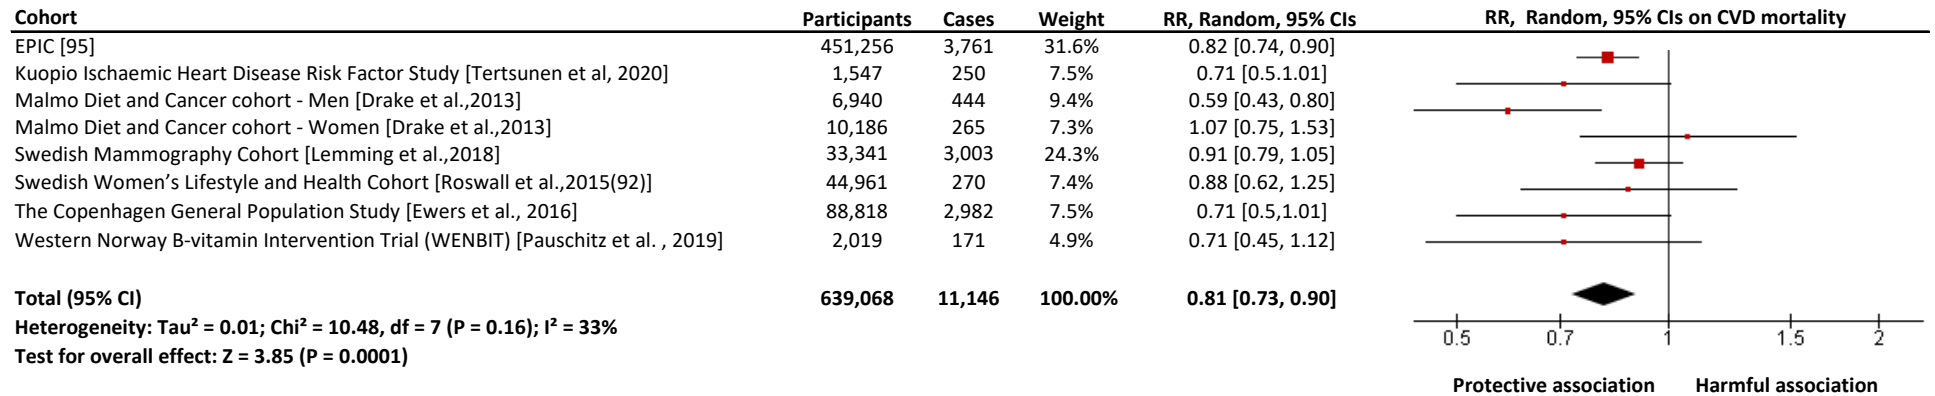 Cohort Participants Cases Weight RR, Random, 95% CIs RR, Random, 95% CIs on CVD mortality
EPIC [95] 451,256 3,761 31.6% 0.82 [0.74, 0.90]
Kuopio Ischaemic Heart Disease Risk Factor Study [Tertsunen et al, 2020] 1,547 250 7.5% 0.71 [0.5.1.01]
Malmo Diet and Cancer cohort - Men [Drake et al.,2013] 6,940 444 9.4% 0.59 [0.43, 0.80]
Malmo Diet and Cancer cohort - Women [Drake et al.,2013] 10,186 265 7.3% 1.07 [0.75, 1.53]
Swedish Mammography Cohort [Lemming et al.,2018] 33,341 3,003 24.3% 0.91 [0.79, 1.05]
Swedish Women’s Lifestyle and Health Cohort [Roswall et al.,2015(92)] 44,961 270 7.4% 0.88 [0.62, 1.25]
The Copenhagen General Population Study [Ewers et al., 2016] 88,818 2,982 7.5% 0.71 [0.5,1.01]
Western Norway B-vitamin Intervention Trial (WENBIT) [Pauschitz et al. , 2019] 2,019 171 4.9% 0.71 [0.45, 1.12]
Total (95% CI) 639,068 11,146 100.00% 0.81 [0.73, 0.90]
Heterogeneity: Tau² = 0.01; Chi² = 10.48, df = 7 (P = 0.16); I² = 33%
Test for overall effect: Z = 3.85 (P = 0.0001)
0.5 0.7 1 1.5 2
Protective association Harmful association